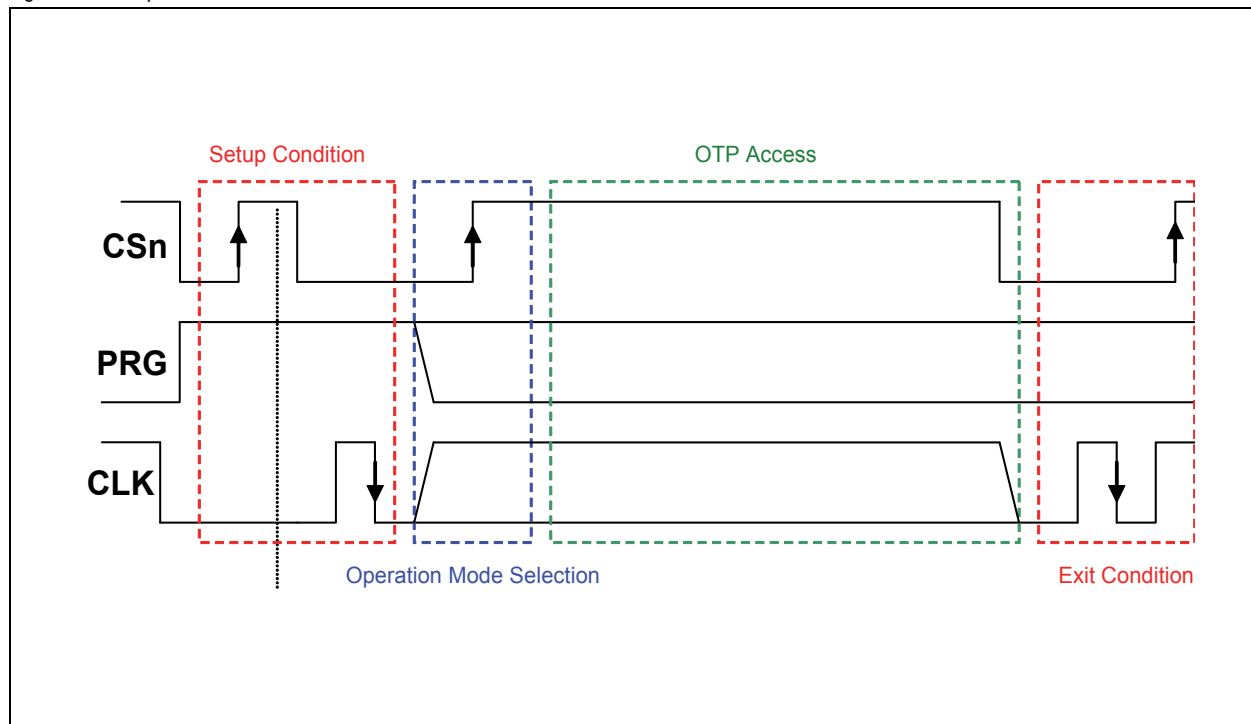 Setup Condition
OTP Access
CSn
PRG
CLK
Operation Mode Selection
Exit Condition